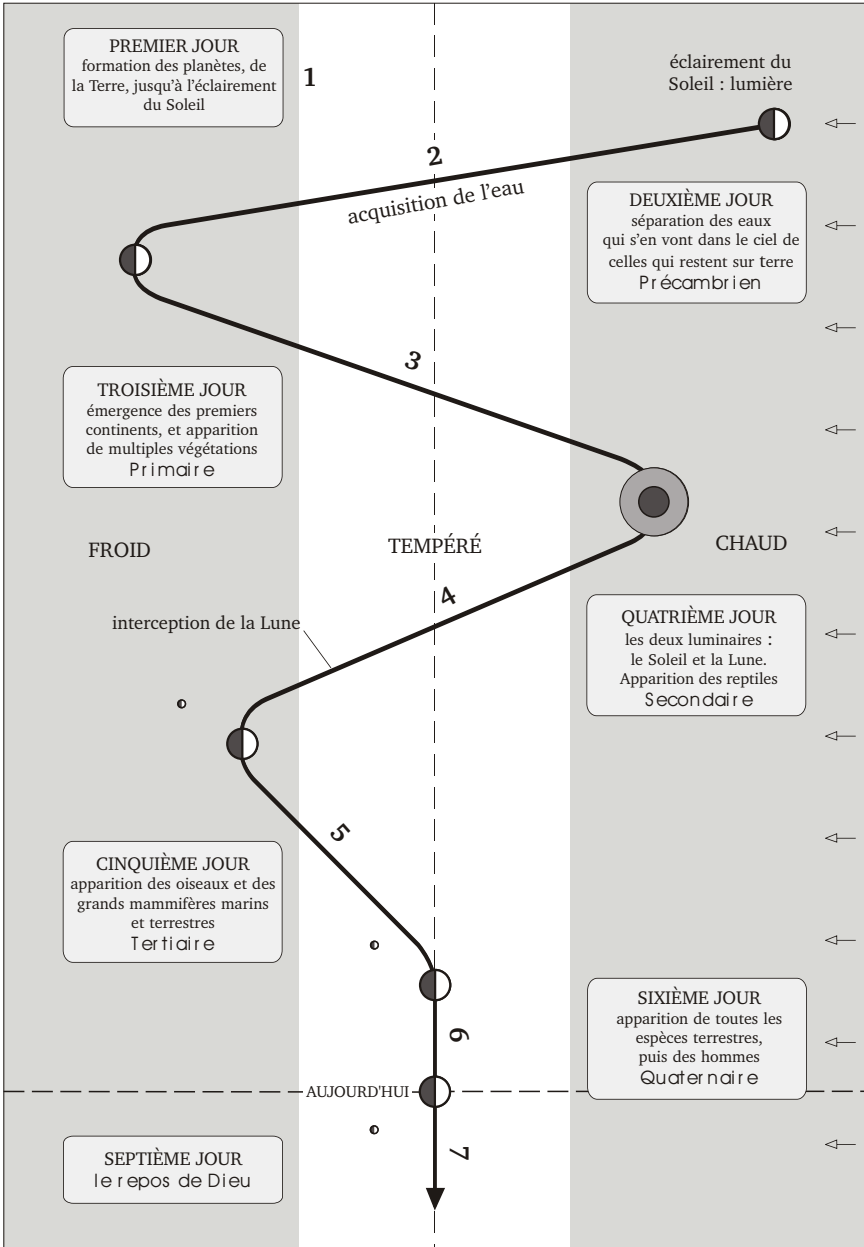 PREMIER JOUR
formation des planètes, de
la Terre, jusqu'à l'éclairement
du Soleil
1
éclairement du
Soleil : lumière
2
acquisition de l'eau
DEUXIÈME JOUR
séparation des eaux
qui s'en vont dans le ciel de
celles qui restent sur terre
Précambrien
3
TROISIÈME JOUR
émergence des premiers
continents, et apparition
de multiples végétations
Primaire
FROID
TEMPÉRÉ
CHAUD
4
interception de la Lune
QUATRIÈME JOUR
les deux luminaires :
le Soleil et la Lune.
Apparition des reptiles
Secondaire
5
CINQUIÈME JOUR
apparition des oiseaux et des
grands mammifères marins
et terrestres
Tertiaire
SIXIÈME JOUR
apparition de toutes les
espèces terrestres,
puis des hommes
Quaternaire
6
AUJOURD'HUI
7
SEPTIÈME JOUR
le repos de Dieu